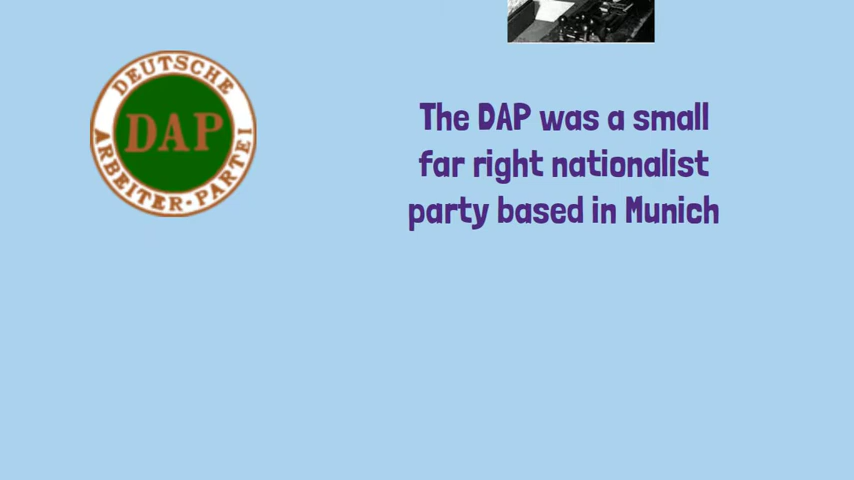 DEUTSCHE
DAP
ARBEITER-PARTEI
The DAP was a small
far right nationalist
party based in Munich